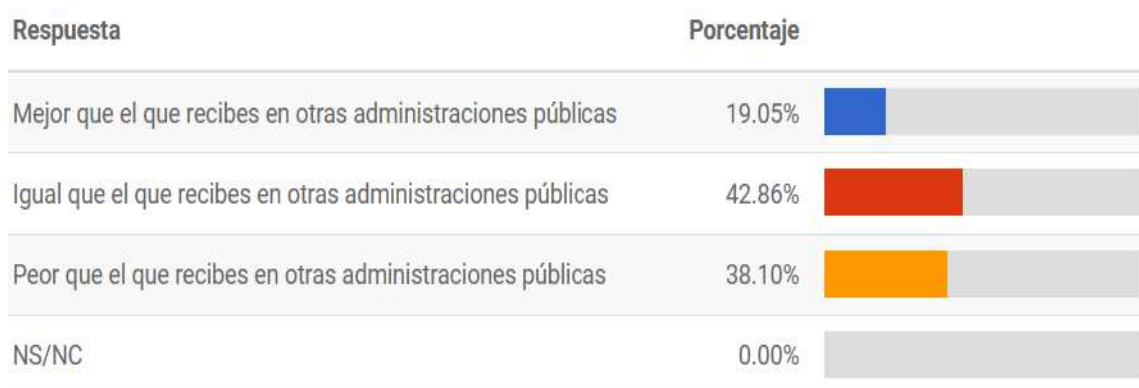 Respuesta Porcentaje
Mejor que el que recibes en otras administraciones públicas 19.05%
Igual que el que recibes en otras administraciones públicas 42.86%
Peor que el que recibes en otras administraciones públicas 38.10%
NS/NC 0.00%